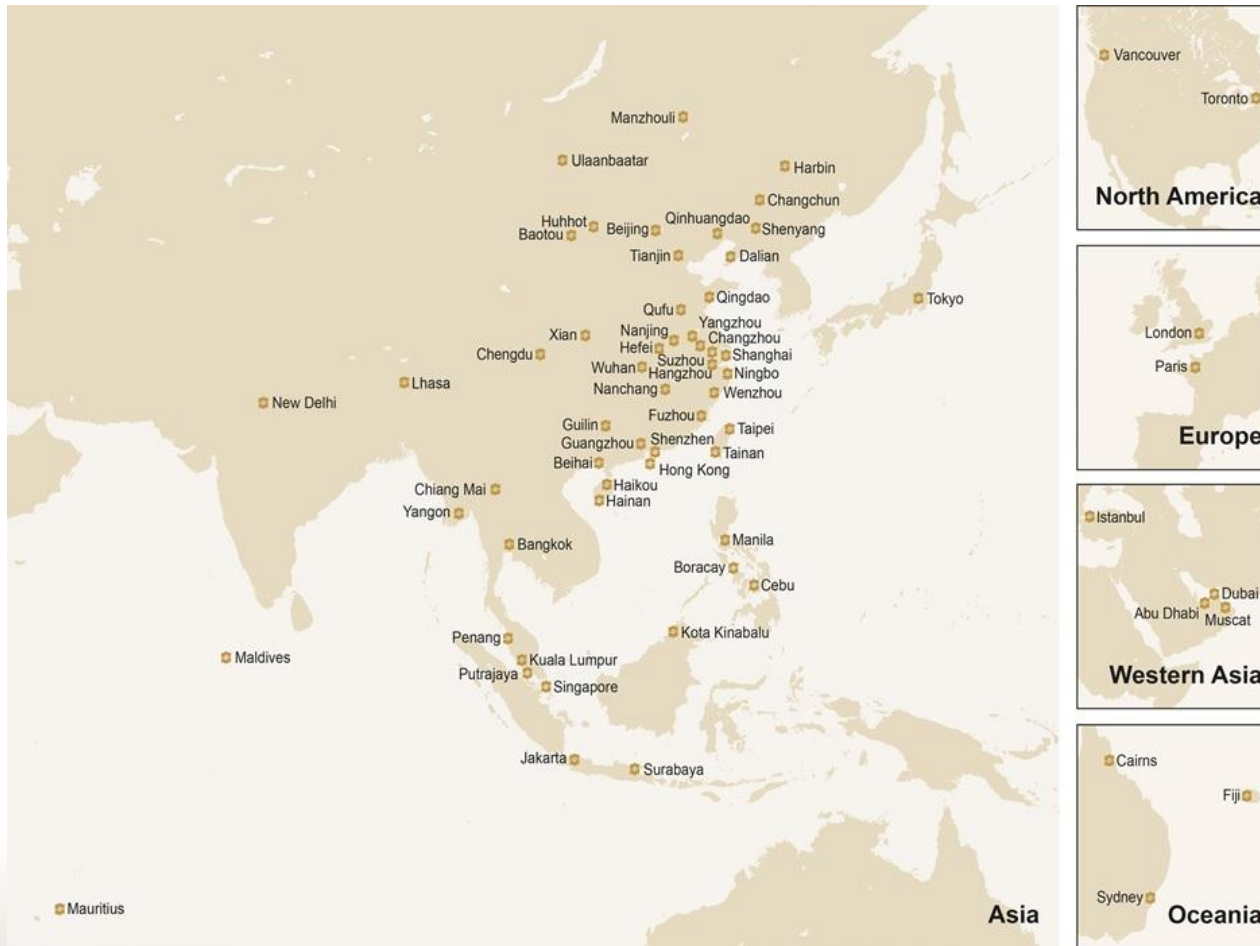 Manzhouli
Ulaanbaatar
Harbin
Changchun
Qinhuangdao
Huhhot
Beijing
Shenyang
Baotou
Tianjin
Dalian
Qingdao
Tokyo
Qufu
Yangzhou
Nanjing
Xian
Changzhou
Hefei
Chengdu
Suzhou
Shanghai
Wuhan
Hangzhou
Ningbo
Lhasa
Nanchang
Wenzhou
New Delhi
Fuzhou
Guilin
Taipei
Guangzhou
Shenzhen
Tainan
Beihai
Hong Kong
Haikou
Chiang Mai
Hainan
Yangon
Manila
Bangkok
Boracay
Cebu
Kota Kinabalu
Penang
Maldives
Kuala Lumpur
Putrajaya
Singapore
Jakarta
Surabaya
Mauritius
Asia
Vancouver
Toronto
North America
London
Paris
Europe
Istanbul
Dubai
Abu Dhabi
Muscat
Western Asia
Cairns
Fiji
Sydney
Oceania